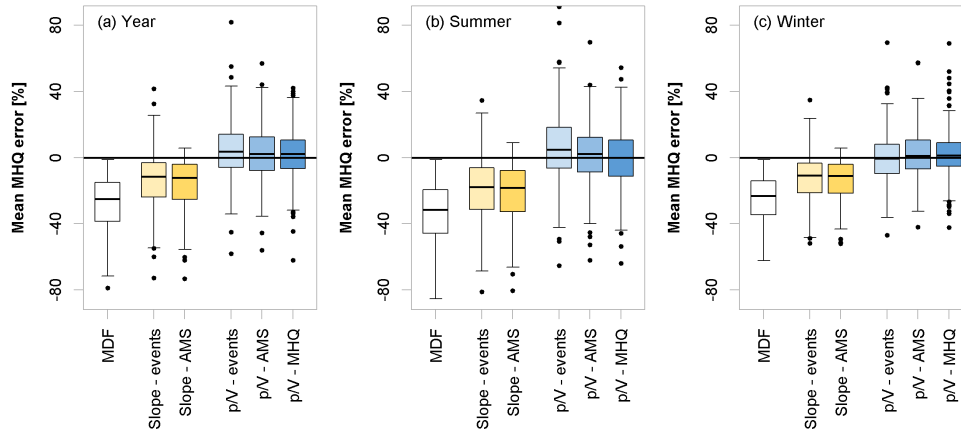 (a) Year
Mean MHQ error [%]
80
40
0
-40
-80
MDF
Slope - events
Slope - AMS
p/V - events
p/V - AMS
p/V - MHQ
(b) Summer
Mean MHQ error [%]
80
40
0
-40
-80
MDF
Slope - events
Slope - AMS
p/V - events
p/V - AMS
p/V - MHQ
(c) Winter
Mean MHQ error [%]
80
40
0
-40
-80
MDF
Slope - events
Slope - AMS
p/V - events
p/V - AMS
p/V - MHQ